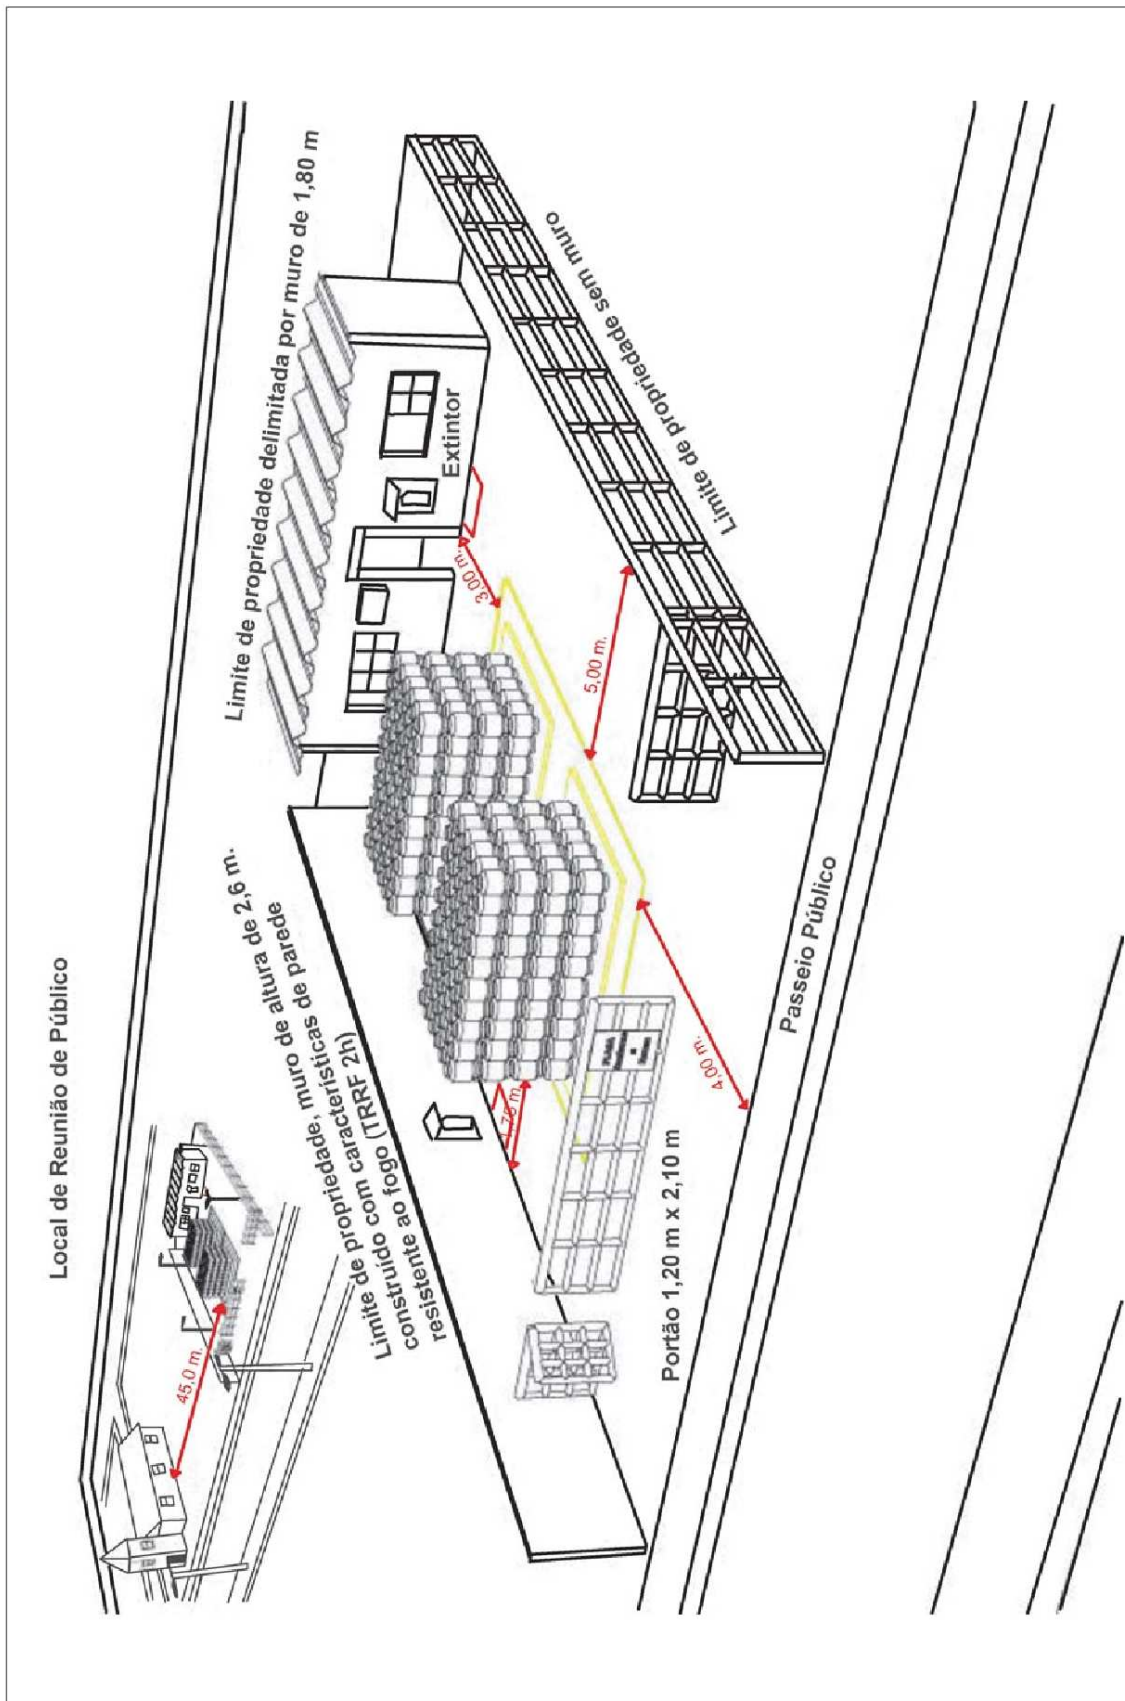 Local de Reunião de Público
45,0 m.
Limite de propriedade, muro de altura de 2,6 m.
construído com características de parede
resistente ao fogo (TRRF 2h)
Limite de propriedade delimitada por muro de 1,80 m
Extintor
3,00 m.
5,00 m.
Limite de propriedade sem muro
4,00 m.
Portão 1,20 m x 2,10 m
Passeio Público